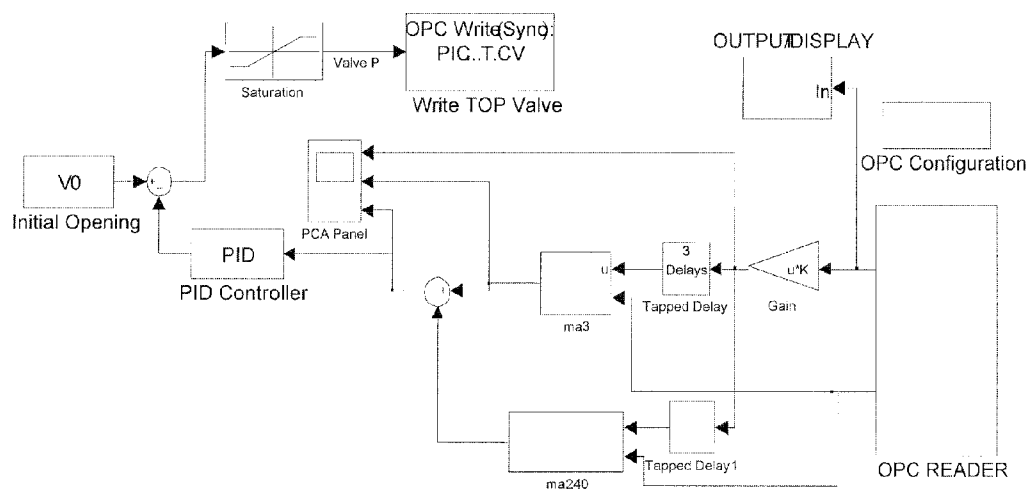 OPC Write(Sync):
PIC...T.CV
Write TOP Valve
Valve P
Saturation
OUTPUT/DISPLAY
In
OPC Configuration
V0
Initial Opening
PID
PID Controller
PCA Panel
u
ma3
3
Delays
Tapped Delay
u*K
Gain
OPC READER
Tapped Delay1
ma240